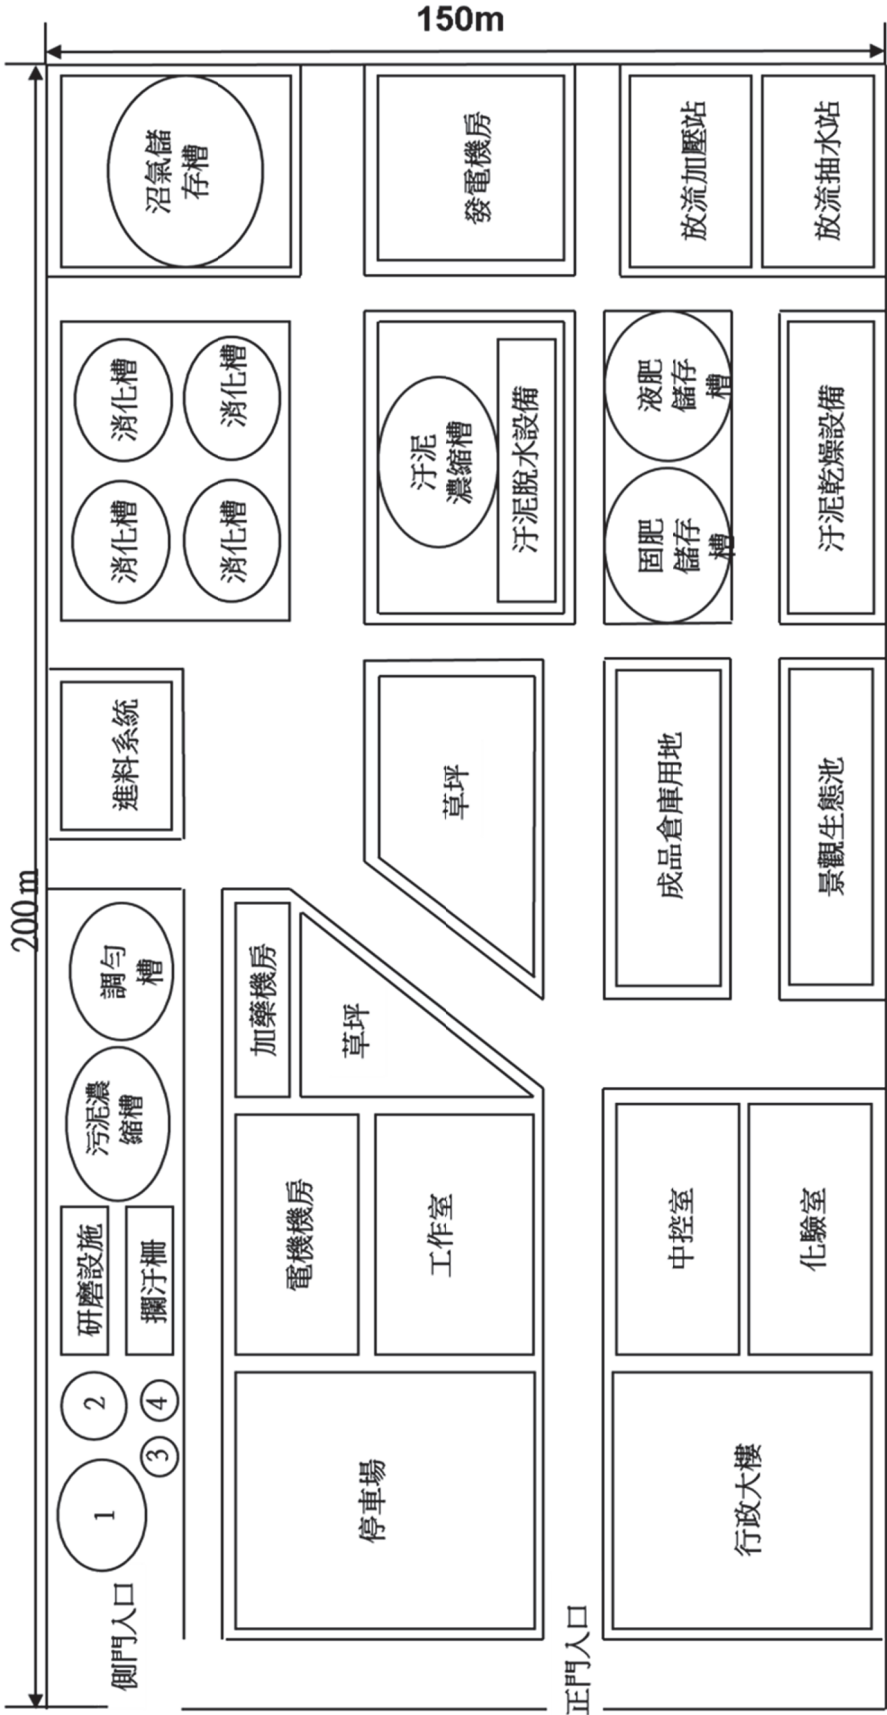 150m
200m
沼氣儲
存槽
發電機房
放流加壓站
放流抽水站
消化槽
消化槽
消化槽
消化槽
汙泥
濃縮槽
汙泥脫水設備
液肥
儲存
槽
固肥
儲存
槽
汙泥乾燥設備
進料系統
草坪
成品倉庫用地
景觀生態池
調勻
槽
污泥濃
縮槽
加藥機房
草坪
研磨設施
攔汙柵
電機機房
工作室
中控室
化驗室
2
4
3
1
停車場
行政大樓
側門入口
正門入口